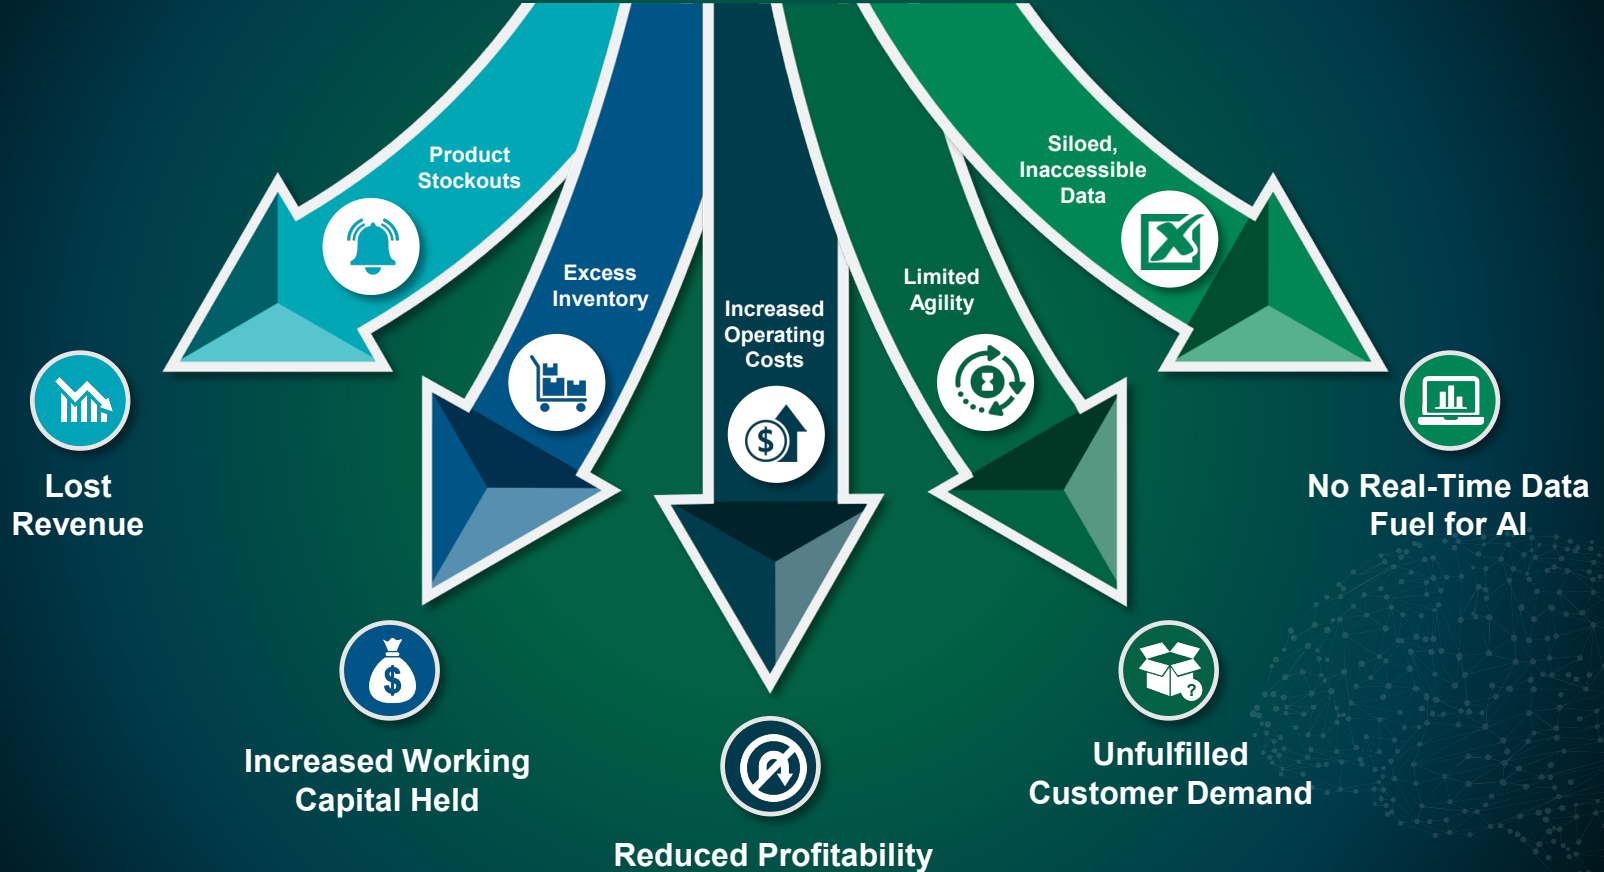 Product
Stockouts
Excess
Inventory
Increased
Operating
Costs
Limited
Agility
Siloed,
Inaccessible
Data
Lost
Revenue
$
Increased Working
Capital Held
$
Reduced Profitability
?
Unfulfilled
Customer Demand
No Real-Time Data
Fuel for AI